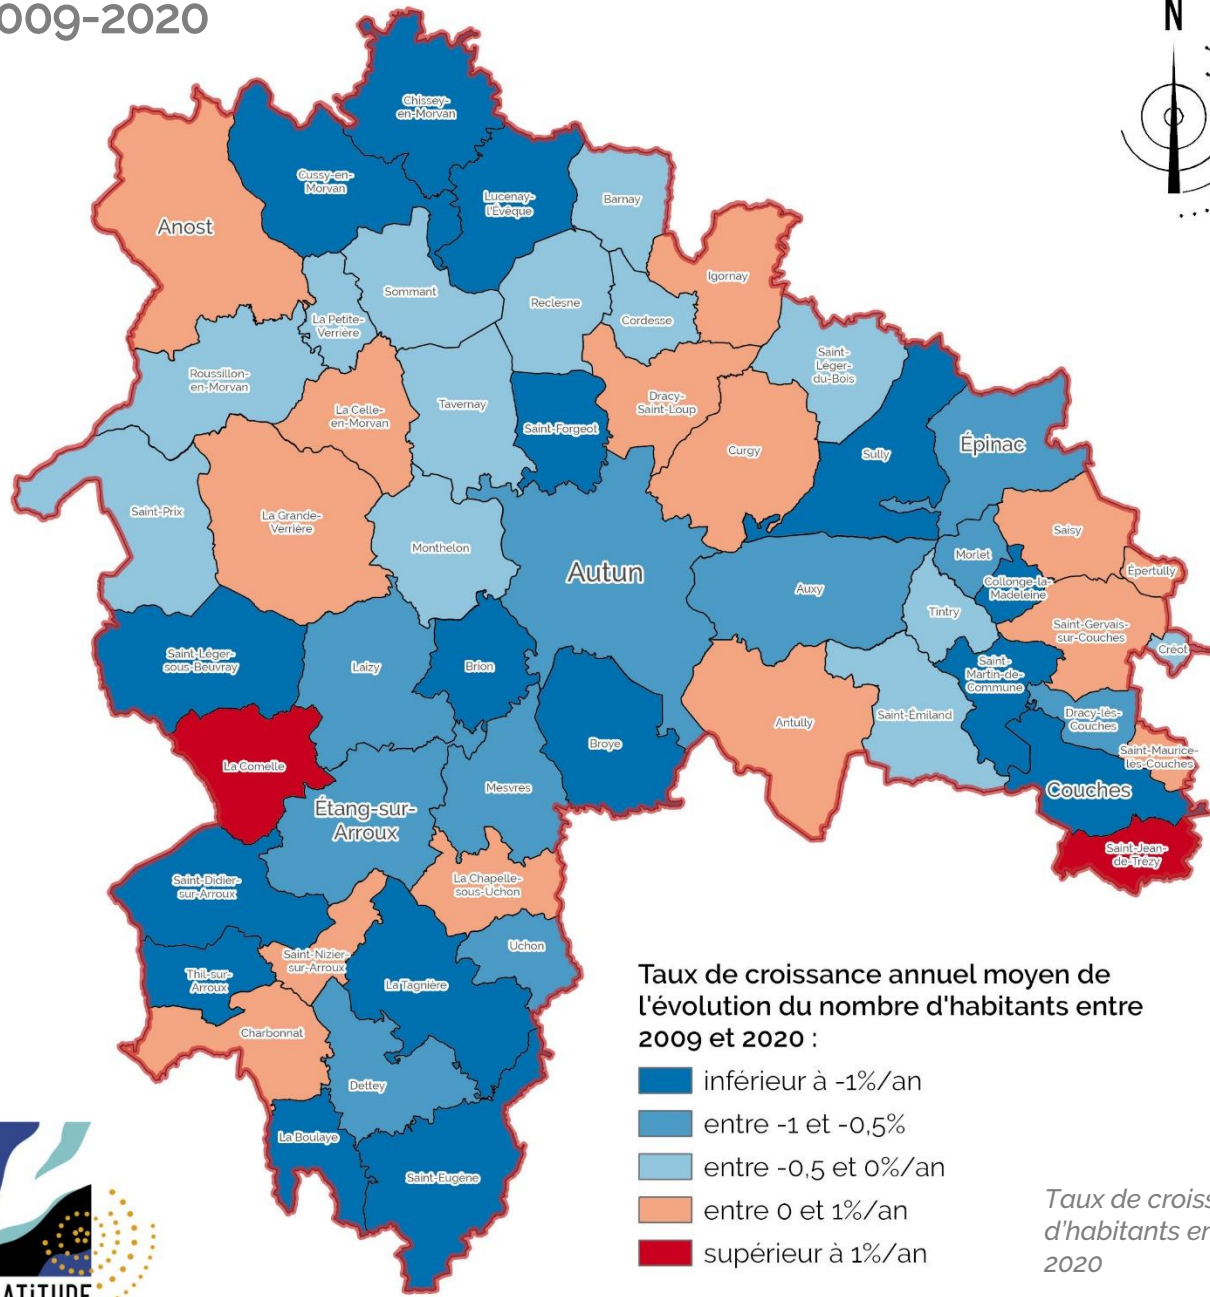 009-2020
N
Chissey-
en-Morvan
Cussy-en-
Morvan
Lucenay-
l'Évêque
Barnay
Anost
Igornay
Sommant
Reclesne
Cordesse
La Petite-
Verrière
Saint-
Léger-
du-Bois
Roussillon-
en-Morvan
La Celle-
en-Morvan
Tavernay
Dracy-
Saint-Loup
Saint-Forgeot
Curgy
Sully
Épinac
Saint-Prix
La Grande-
Verrière
Monthelon
Saisy
Morlet
Autun
Épertully
Auxy
Collonge-la-
Madeleine
Tintry
Saint-Gervais-
sur-Couches
Créot
Saint-Léger-
sous-Beuvray
Laizy
Brion
Saint-
Martin-de-
Commune
Saint-Émiland
Dracy-lès-
Couches
Antully
Broye
Saint-Maurice-
lès-Couches
La Comelle
Mesvres
Couches
Étang-sur-
Arroux
Saint-Jean-
de-Trézy
Saint-Didier-
sur-Arroux
La Chapelle-
sous-Uchon
Uchon
Saint-Nizier-
sur-Arroux
Thil-sur-
Arroux
La Tagnière
Charbonnat
Dettey
La Boulaye
Saint-Eugène
Taux de croissance annuel moyen de
l'évolution du nombre d'habitants entre
2009 et 2020 :
inférieur à -1%/an
entre -1 et -0,5%
entre -0,5 et 0%/an
entre 0 et 1%/an
supérieur à 1%/an
Taux de croiss
d'habitants en
2020
ATiTUDE